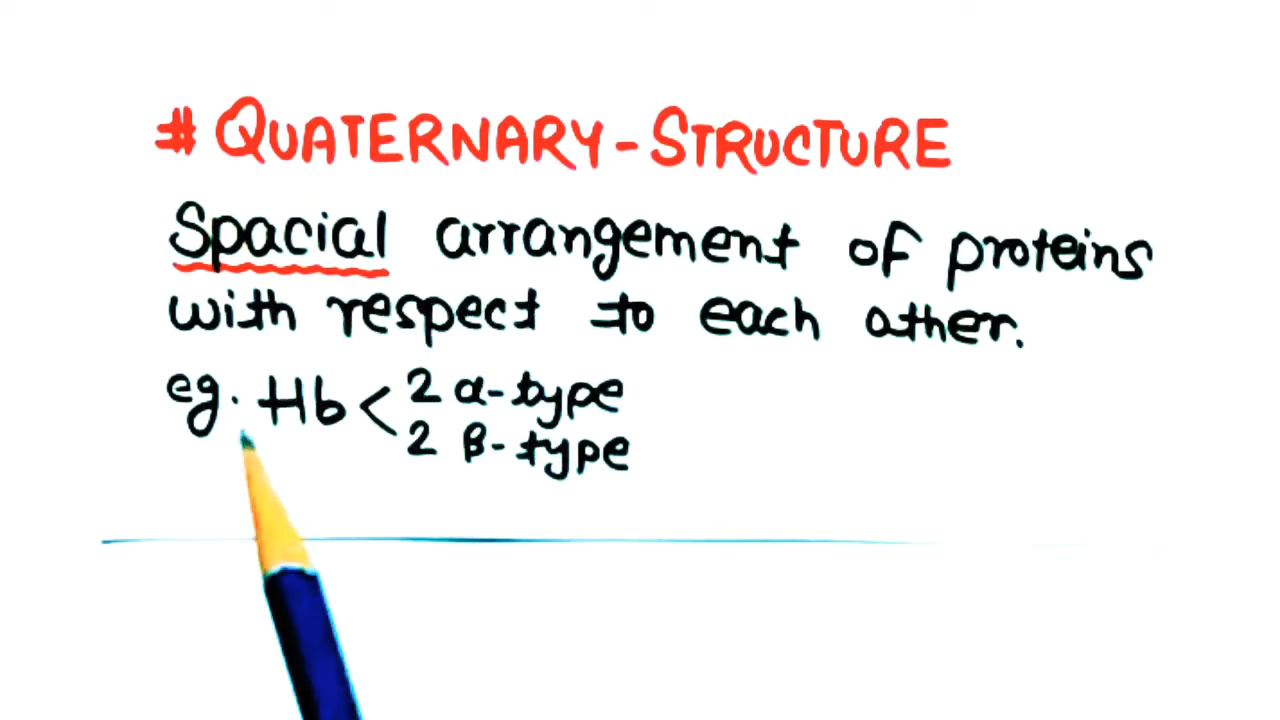 # QUATERNARY-STRUCTURE
Spacial arrangement of proteins
with respect to each other.
eg. Hb < 2 α-type
2 β-type